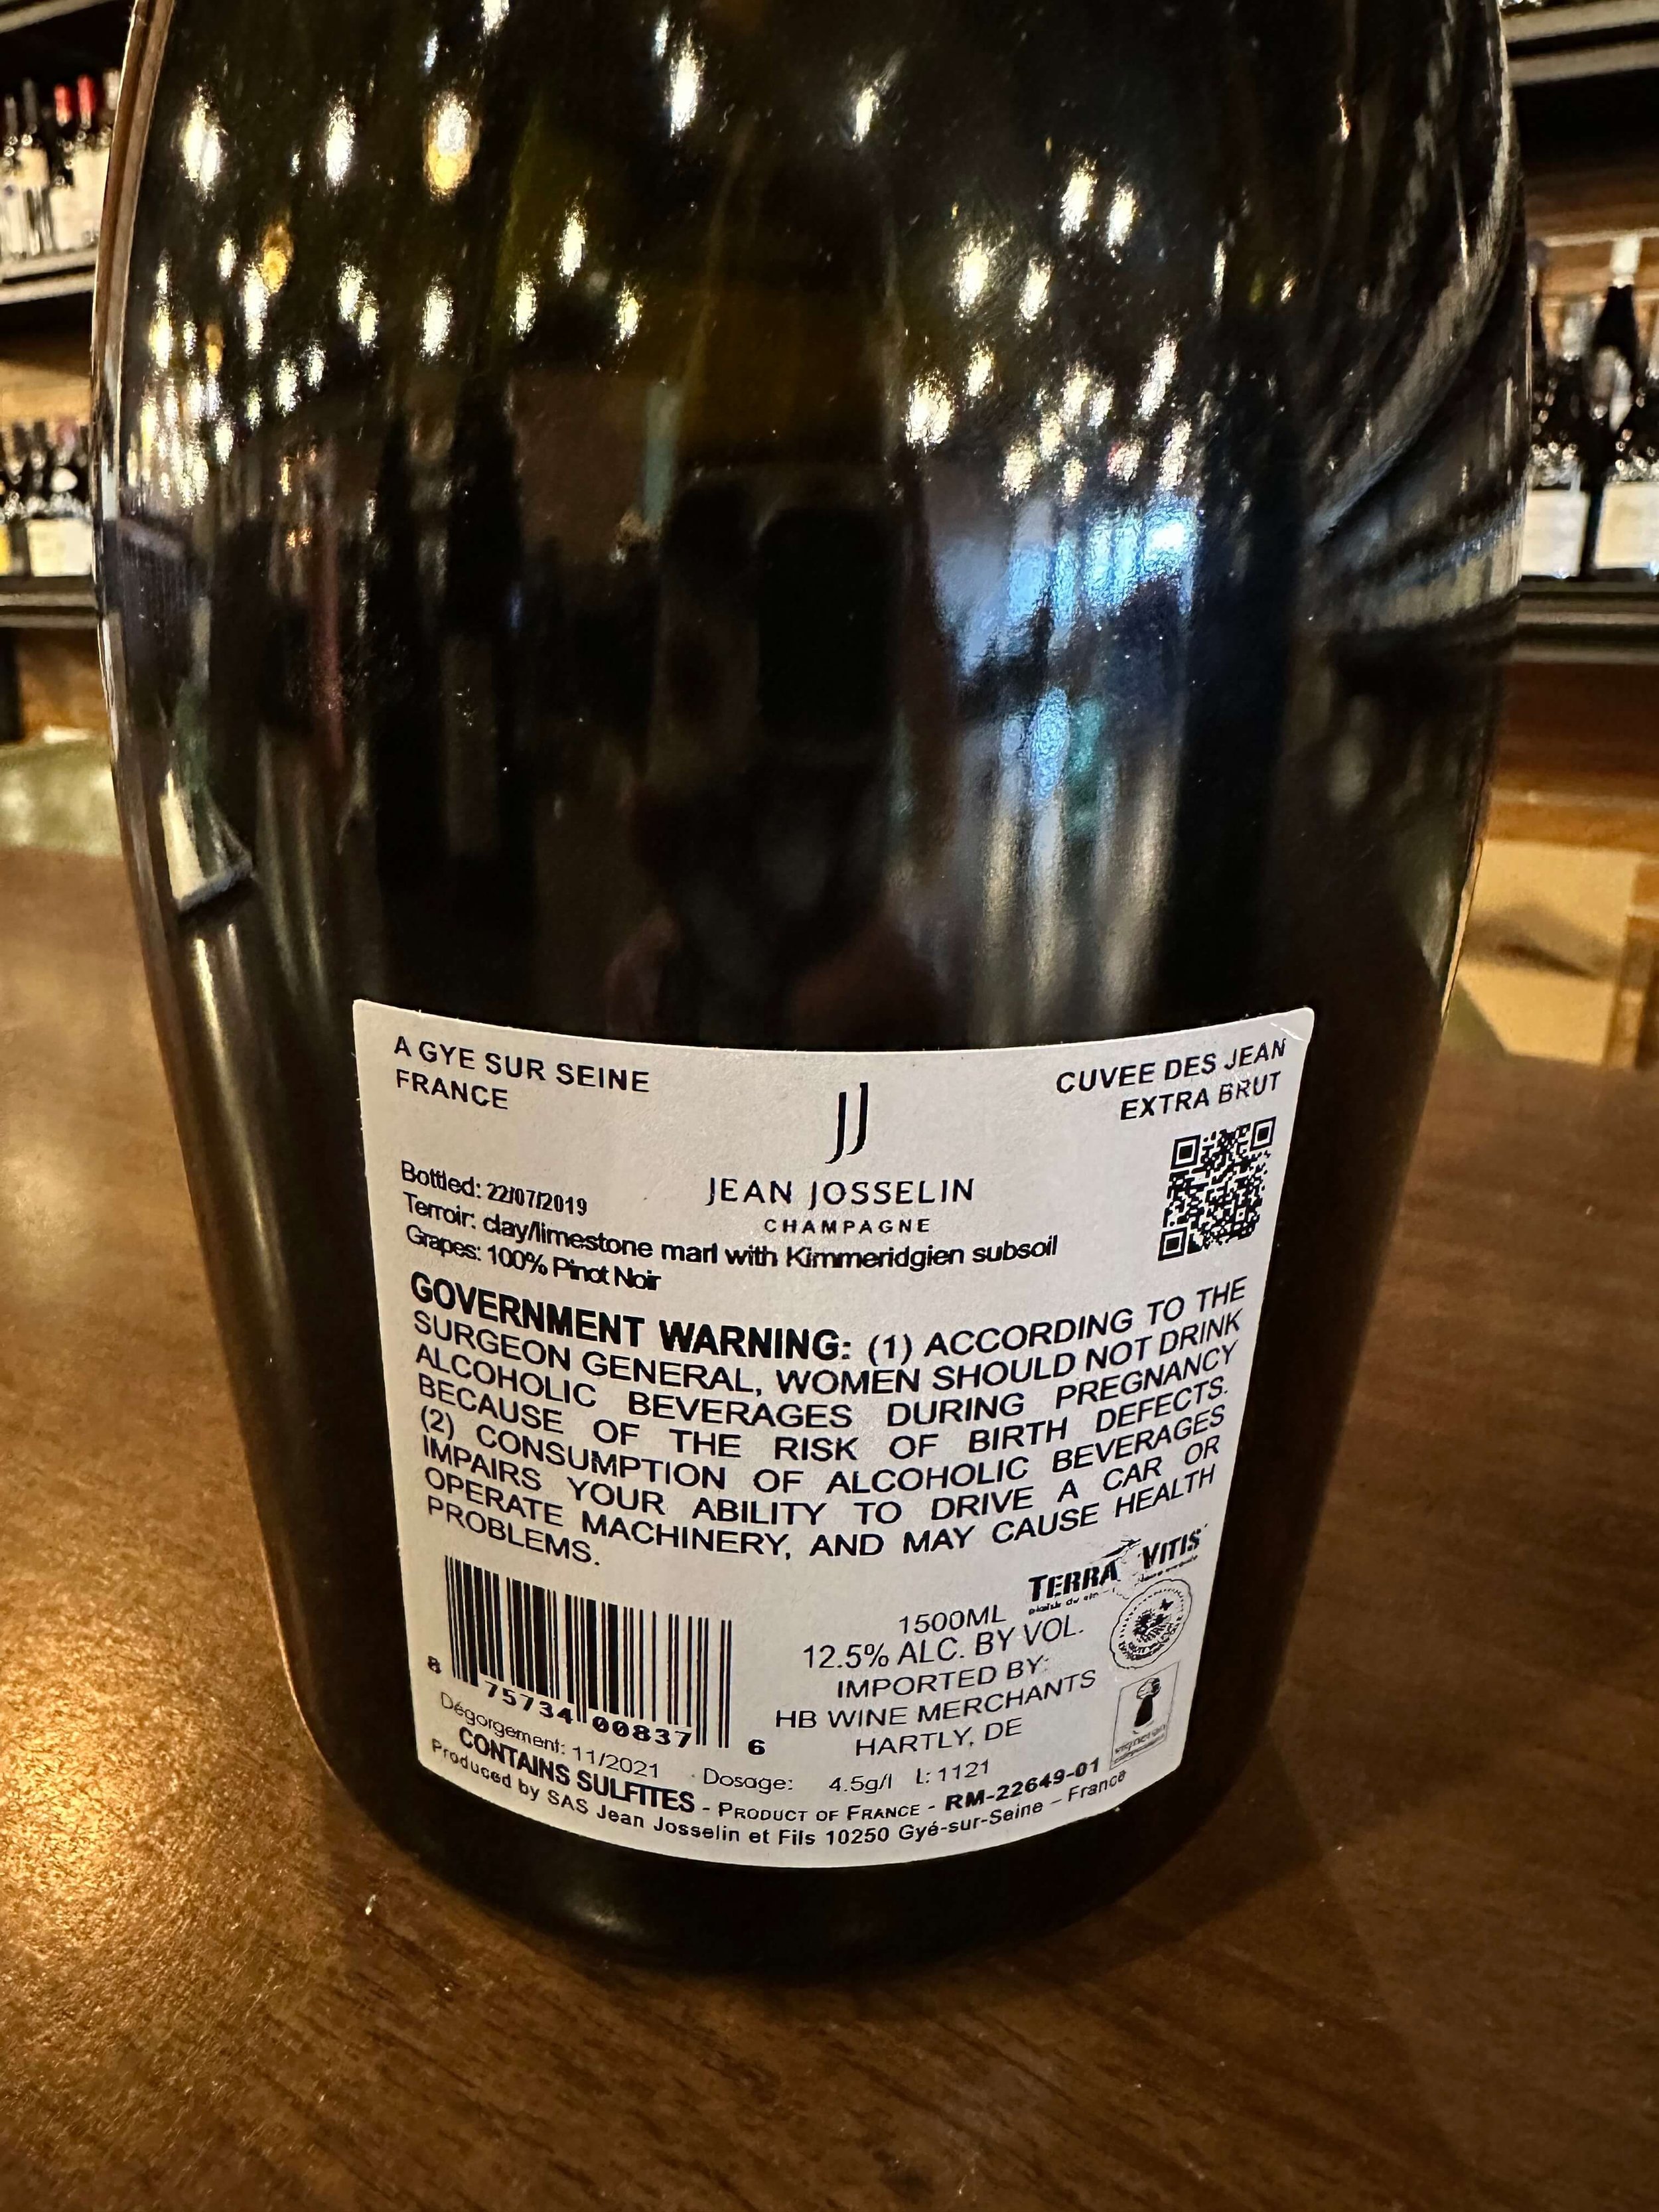 A GYE SUR SEINE
FRANCE
CUVEE DES JEAN
EXTRA BRUT
JJ
JEAN JOSSELIN
CHAMPAGNE
Bottled: 22/07/2019
Terroir: clay/limestone marl with Kimmeridgien subsoil
Grapes: 100% Pinot Noir
GOVERNMENT WARNING: (1) ACCORDING TO THE
SURGEON GENERAL, WOMEN SHOULD NOT DRINK
ALCOHOLIC BEVERAGES DURING PREGNANCY
BECAUSE OF THE RISK OF BIRTH DEFECTS.
(2) CONSUMPTION OF ALCOHOLIC BEVERAGES
IMPAIRS YOUR ABILITY TO DRIVE A CAR OR
OPERATE MACHINERY, AND MAY CAUSE HEALTH
PROBLEMS.
TERRA VITIS
1500ML
12.5% ALC. BY VOL.
IMPORTED BY:
HB WINE MERCHANTS
HARTLY, DE
8 75734 00837 6
Dégorgement: 11/2021 Dosage: 4.5g/l L: 1121
CONTAINS SULFITES - PRODUCT OF FRANCE - RM-22649-01
Produced by SAS Jean Josselin et Fils 10250 Gyé-sur-Seine – France